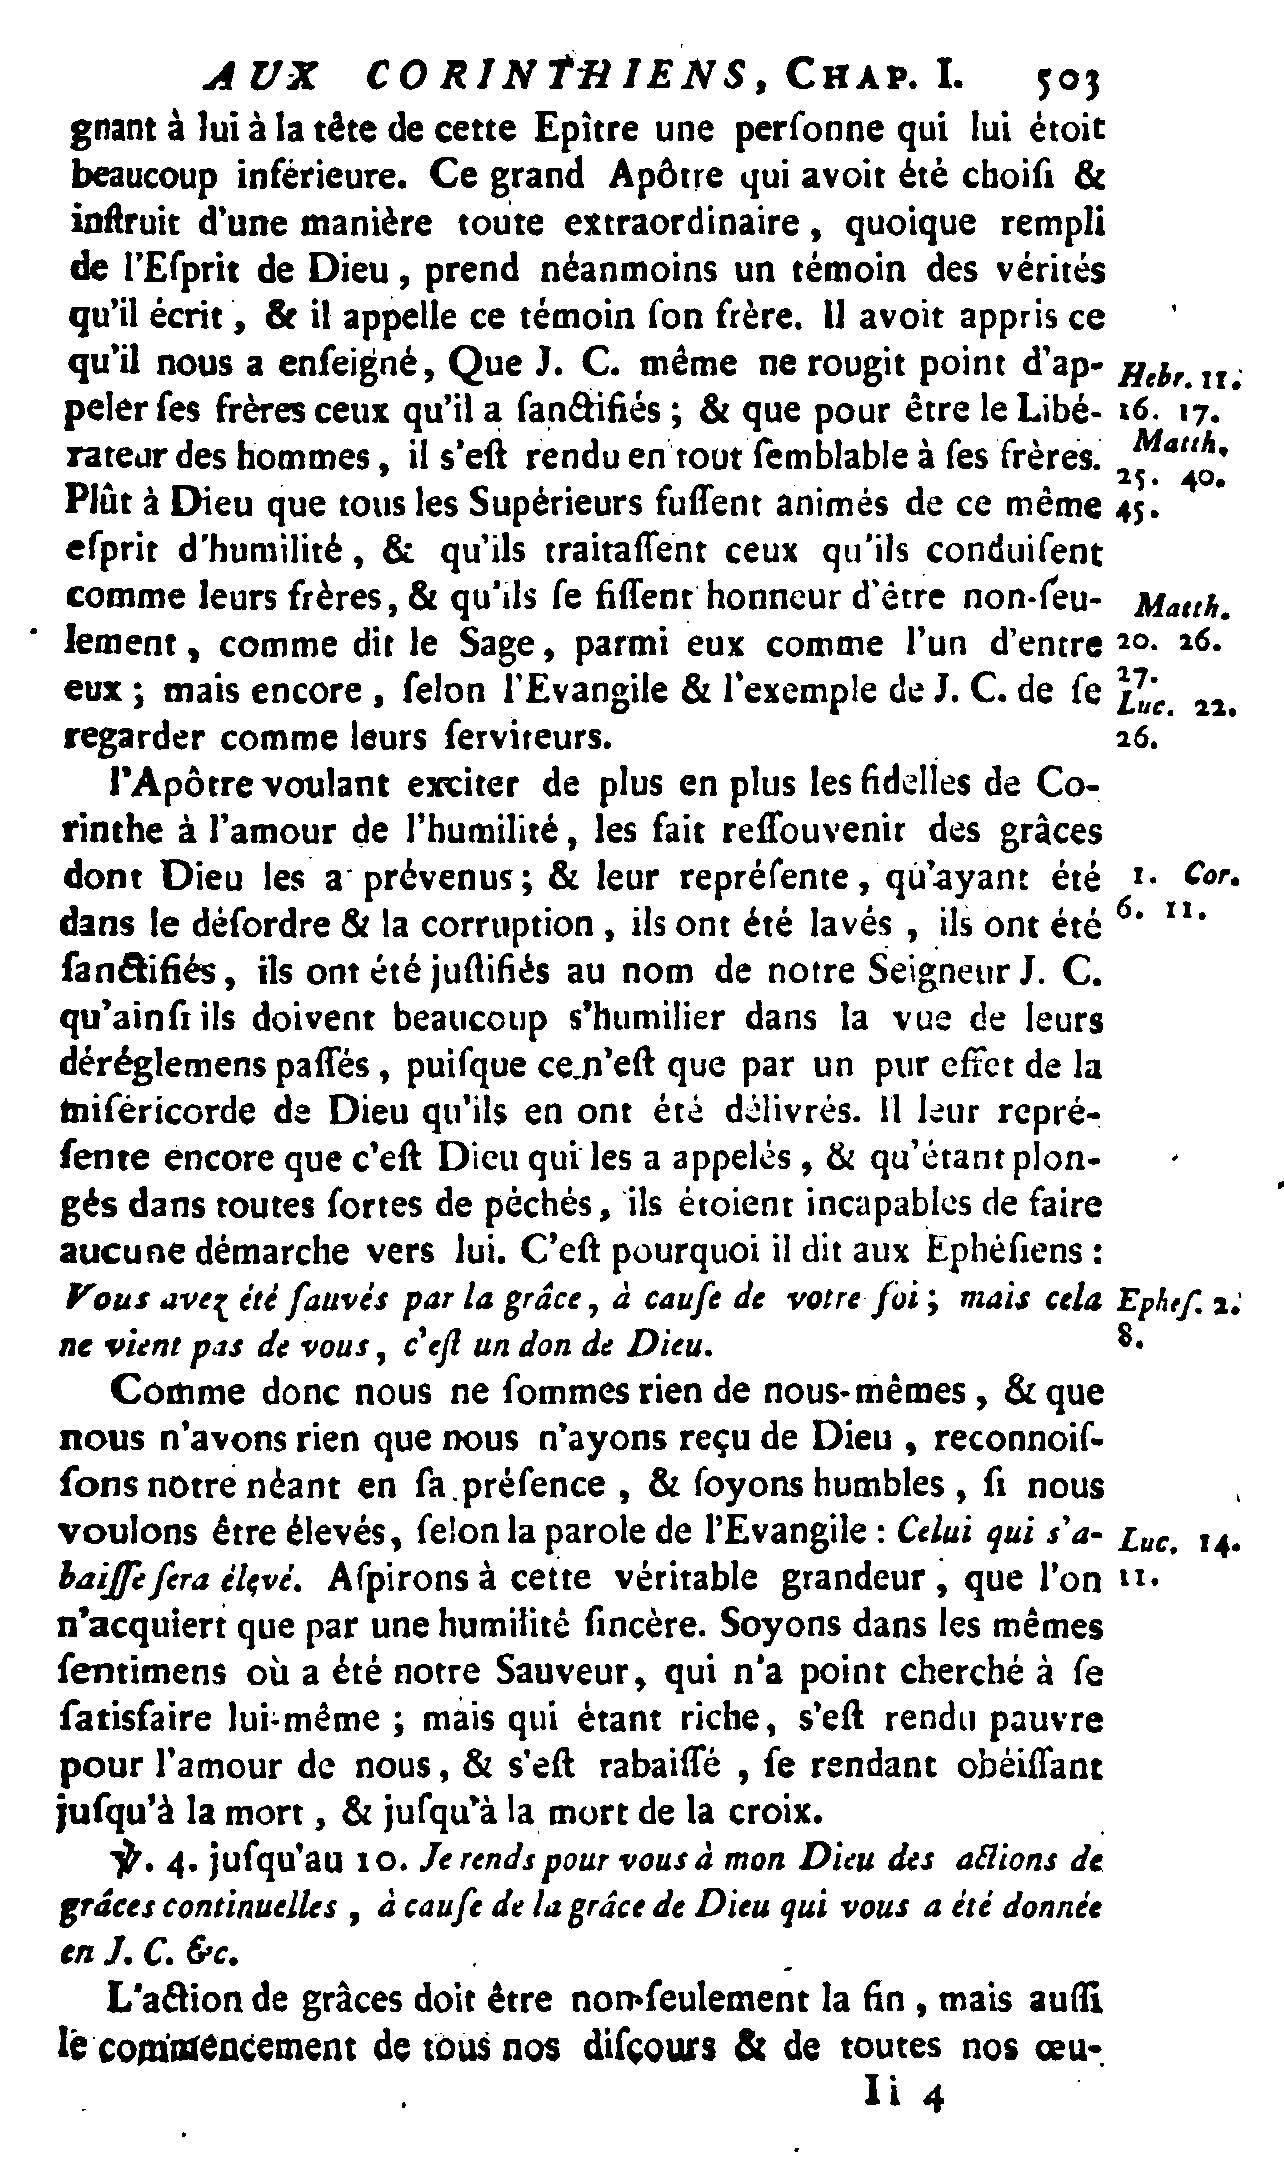 AUX CORINTHIENS, CHAP. I. 503
gnant à lui à la tête de cette Epître une perſonne qui lui étoit
beaucoup inférieure. Ce grand Apôtre qui avoit été choiſi &
inſtruit d'une manière toute extraordinaire, quoique rempli
de l'Eſprit de Dieu, prend néanmoins un témoin des vérités
qu'il écrit, & il appelle ce témoin ſon frère. Il avoit appris ce
qu'il nous a enſeigné, Que J. C. même ne rougit point d'ap- Hebr. 11.
peler ſes frères ceux qu'il a ſanctifiés; & que pour être le Libé- 16. 17.
rateur des hommes, il s'eſt rendu en tout ſemblable à ſes frères. Matth.
25. 40.
Plût à Dieu que tous les Supérieurs fuſſent animés de ce même 45.
eſprit d'humilité, & qu'ils traitaſſent ceux qu'ils conduiſent
comme leurs frères, & qu'ils ſe fiſſent honneur d'être non-ſeu- Matth.
lement, comme dit le Sage, parmi eux comme l'un d'entre 20. 26.
eux; mais encore, ſelon l'Evangile & l'exemple de J. C. de ſe 27.
Luc. 22.
regarder comme leurs ſerviteurs. 26.
l'Apôtre voulant exciter de plus en plus les fidelles de Co-
rinthe à l'amour de l'humilité, les fait reſſouvenir des grâces
dont Dieu les a prévenus; & leur repréſente, qu'ayant été 1. Cor.
dans le déſordre & la corruption, ils ont été lavés, ils ont été 6. 11.
ſanctifiés, ils ont été juſtifiés au nom de notre Seigneur J. C.
qu'ainſi ils doivent beaucoup s'humilier dans la vue de leurs
déréglemens paſſés, puiſque ce n'eſt que par un pur effet de la
miſéricorde de Dieu qu'ils en ont été délivrés. Il leur repré-
ſente encore que c'eſt Dieu qui les a appelés, & qu'étant plon-
gés dans toutes ſortes de péchés, ils étoient incapables de faire
aucune démarche vers lui. C'eſt pourquoi il dit aux Ephéſiens:
Vous avez été ſauvés par la grâce, à cauſe de votre foi; mais cela Epheſ. 2.
ne vient pas de vous, c'eſt un don de Dieu. 8.
Comme donc nous ne ſommes rien de nous-mêmes, & que
nous n'avons rien que nous n'ayons reçu de Dieu, reconnoiſ-
ſons notre néant en ſa préſence, & ſoyons humbles, ſi nous
voulons être élevés, ſelon la parole de l'Evangile: Celui qui s'a- Luc. 14.
baiſſe ſera élevé. Aſpirons à cette véritable grandeur, que l'on 11.
n'acquiert que par une humilité ſincère. Soyons dans les mêmes
ſentimens où a été notre Sauveur, qui n'a point cherché à ſe
ſatisfaire lui-même; mais qui étant riche, s'eſt rendu pauvre
pour l'amour de nous, & s'eſt rabaiſſé, ſe rendant obéiſſant
juſqu'à la mort, & juſqu'à la mort de la croix.
℣. 4. juſqu'au 10. Je rends pour vous à mon Dieu des actions de
grâces continuelles, à cauſe de la grâce de Dieu qui vous a été donnée
en J. C. &c.
L'action de grâces doit être non-ſeulement la fin, mais auſſi
le commencement de tous nos diſcours & de toutes nos œu-
Ii 4